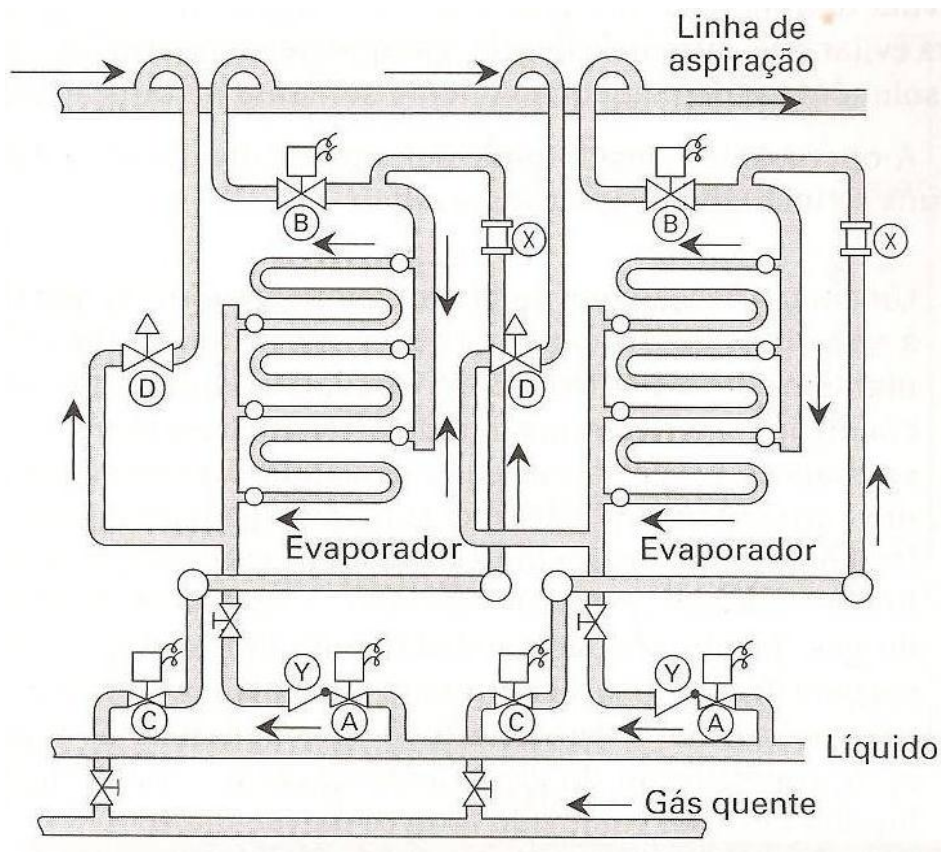 Linha de
aspiração
B
X
B
X
D
D
Evaporador
Evaporador
C
Y
A
C
Y
A
Líquido
Gás quente